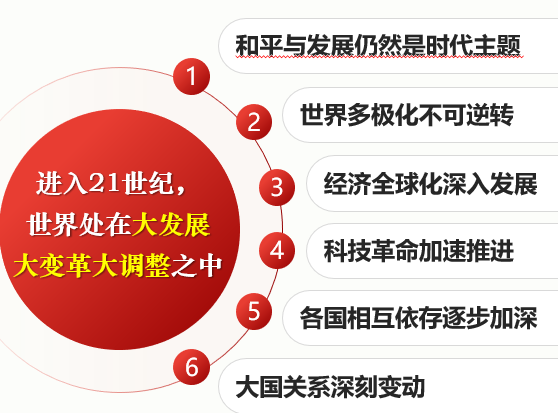 和平与发展仍然是时代主题
1
世界多极化不可逆转
2
进入21世纪，
世界处在大发展
大变革大调整之中
3
经济全球化深入发展
4
科技革命加速推进
5
各国相互依存逐步加深
6
大国关系深刻变动